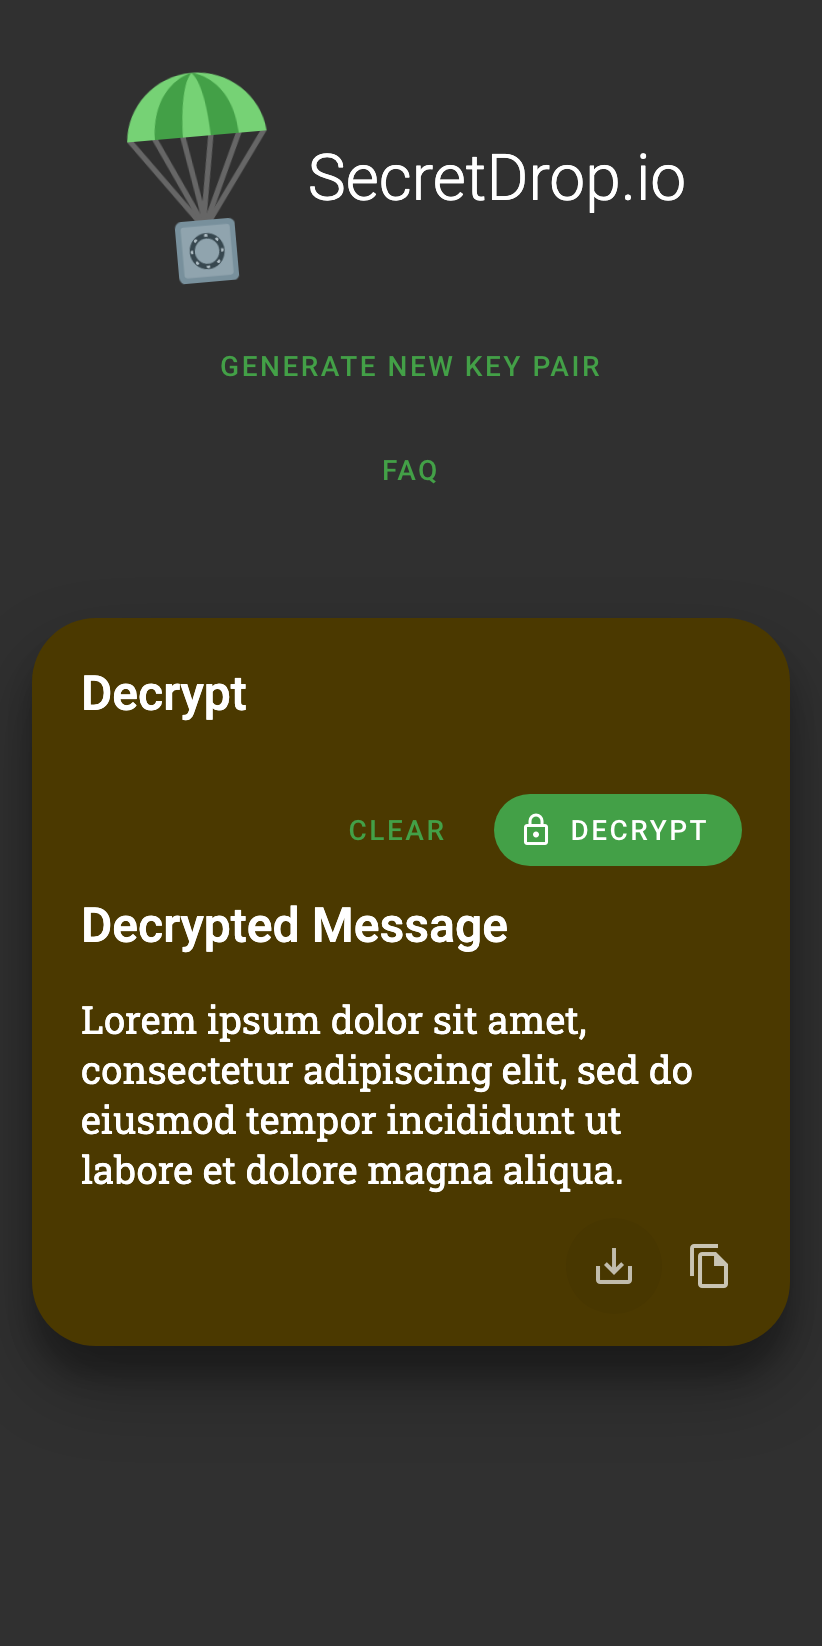 SecretDrop.io
GENERATE NEW KEY PAIR
FAQ
Decrypt
CLEAR
DECRYPT
Decrypted Message
Lorem ipsum dolor sit amet,
consectetur adipiscing elit, sed do
eiusmod tempor incididunt ut
labore et dolore magna aliqua.